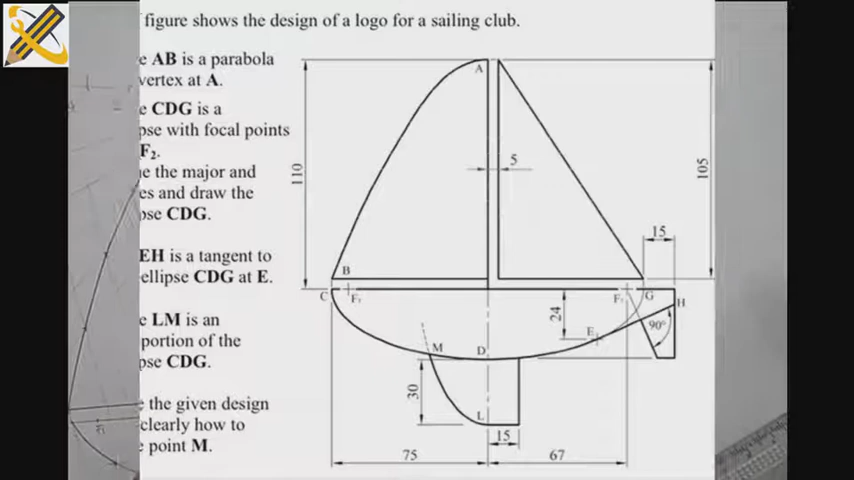 figure shows the design of a logo for a sailing club.
e AB is a parabola
vertex at A.
e CDG is a
pse with focal points
F₂.
e the major and
es and draw the
ose CDG.
EH is a tangent to
ellipse CDG at E.
e LM is an
portion of the
pse CDG.
e the given design
clearly how to
e point M.
A
5
110
105
15
B
C
F₁
F₂
G
H
24
E
90°
M
D
30
L
15
75
67